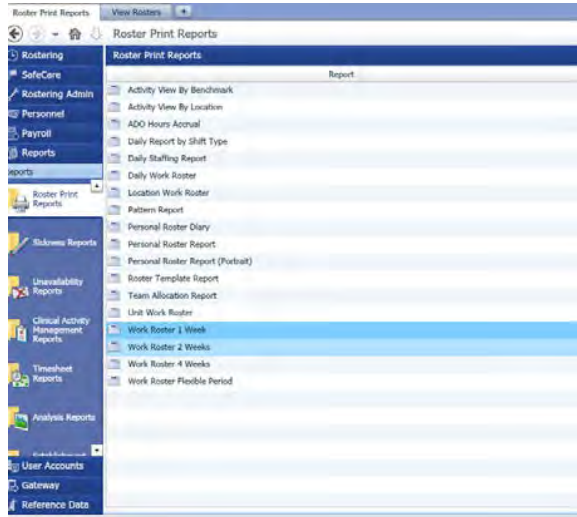 Roster Print Reports
View Rosters
Roster Print Reports
Rostering
SafeCare
Rostering Admin
Personnel
Payroll
Reports
eports
Roster Print
Reports
Sickness Reports
Unavailability
Reports
Clinical Activity
Management
Reports
Timesheet
Reports
Analysis Reports
User Accounts
Gateway
Reference Data
Roster Print Reports
Report
Activity View By Benchmark
Activity View By Location
ADO Hours Accrual
Daily Report by Shift Type
Daily Staffing Report
Daily Work Roster
Location Work Roster
Pattern Report
Personal Roster Diary
Personal Roster Report
Personal Roster Report (Portrait)
Roster Template Report
Team Allocation Report
Unit Work Roster
Work Roster 1 Week
Work Roster 2 Weeks
Work Roster 4 Weeks
Work Roster Flexible Period